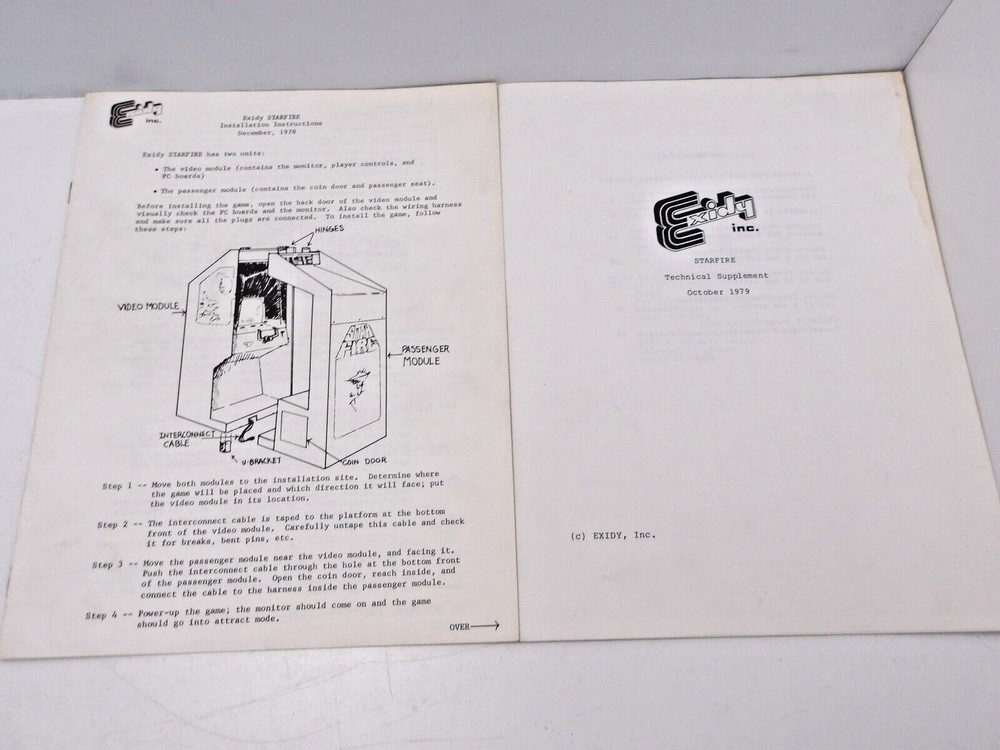 Exidy
inc.
Exidy STARFIRE
Installation Instructions
December, 1978
Exidy STARFIRE has two units:
• The video module (contains the monitor, player controls, and
PC boards)
• The passenger module (contains the coin door and passenger seat).
Before installing the game, open the back door of the video module and
visually check the PC boards and the monitor. Also check the wiring harness
and make sure all the plugs are connected. To install the game, follow
these steps:
HINGES
VIDEO MODULE
PASSENGER
MODULE
FIRE
INTERCONNECT
CABLE
U-BRACKET
COIN DOOR
Step 1 -- Move both modules to the installation site. Determine where
the game will be placed and which direction it will face; put
the video module in its location.
Step 2 -- The interconnect cable is taped to the platform at the bottom
front of the video module. Carefully untape this cable and check
it for breaks, bent pins, etc.
Step 3 -- Move the passenger module near the video module, and facing it.
Push the interconnect cable through the hole at the bottom front
of the passenger module. Open the coin door, reach inside, and
connect the cable to the harness inside the passenger module.
Step 4 -- Power-up the game; the monitor should come on and the game
should go into attract mode.
OVER
Exidy
inc.
STARFIRE
Technical Supplement
October 1979
(c) EXIDY, Inc.